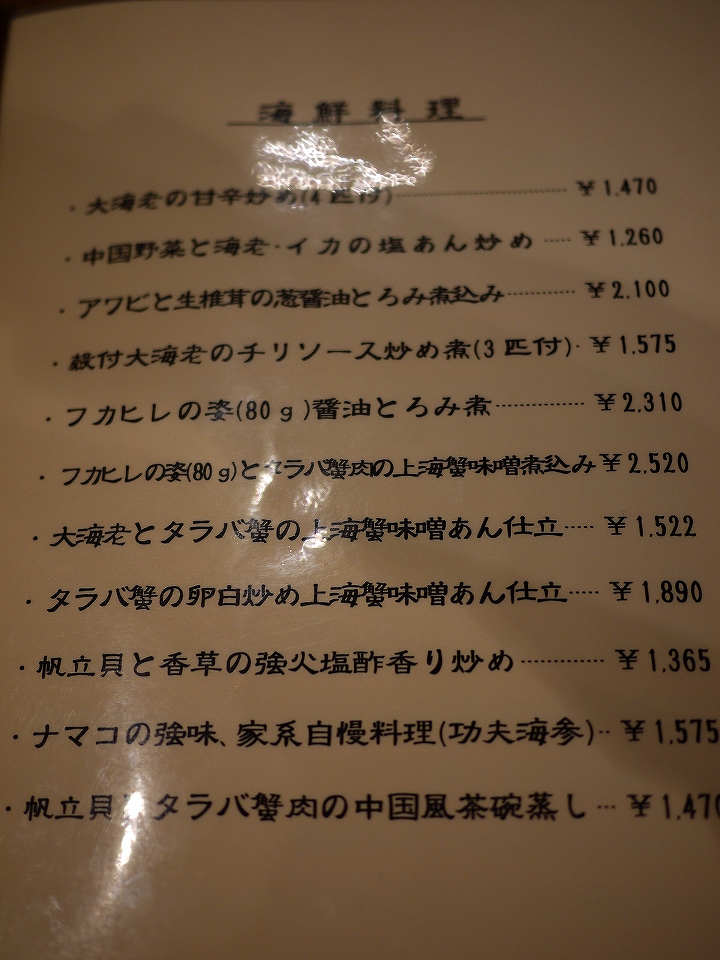 海鮮料理
・大海老の甘辛炒め(4匹付)………… ¥1.470
・中国野菜と海老・イカの塩あん炒め …… ¥1.260
・アワビと生椎茸の葱醤油とろみ煮込み………… ¥2.100
・殻付大海老のチリソース炒め煮(3匹付)‥ ¥1.575
・フカヒレの姿(80g)醤油とろみ煮………… ¥2.310
・フカヒレの姿(80g)とタラバ蟹肉の上海蟹味噌煮込み¥2.520
・大海老とタラバ蟹の上海蟹味噌あん仕立…… ¥1.522
・タラバ蟹の卵白炒め上海蟹味噌あん仕立…… ¥1.890
・帆立貝と香草の強火塩酢香り炒め………… ¥1.365
・ナマコの強味、家系自慢料理(功夫海参)‥ ¥1.575
・帆立貝 タラバ蟹肉の中国風茶碗蒸し… ¥1.470